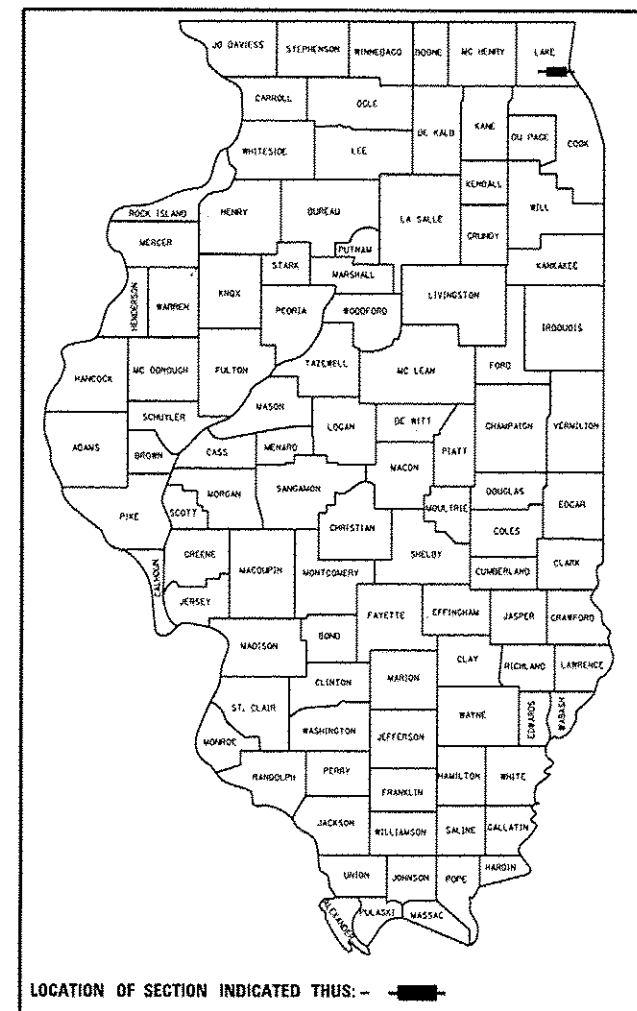 JO DAVIESS STEPHENSON WINNEBAGO BOONE MC HENRY LAKE
CARROLL OGLE DE KALB KANE DU PAGE COOK
WHITESIDE LEE KENDALL WILL
ROCK ISLAND HENRY BUREAU LA SALLE GRUNDY
MERCER PUTNAM KANKAKEE
STARK MARSHALL
HENDERSON WARREN KNOX PEORIA WOODFORD LIVINGSTON IROQUOIS
HANCOCK MC DONOUGH FULTON TAZEWELL MC LEAN FORD
SCHUYLER MASON LOGAN DE WITT CHAMPAIGN VERMILION
ADAMS BROWN CASS MENARD MACON PIATT
PIKE SCOTT MORGAN SANGAMON CHRISTIAN MOULTRIE DOUGLAS EDGAR
COLES
CALHOUN GREENE MACOUPIN MONTGOMERY SHELBY CUMBERLAND CLARK
JERSEY FAYETTE EFFINGHAM JASPER CRAWFORD
MADISON BOND CLAY RICHLAND LAWRENCE
CLINTON MARION
ST. CLAIR WASHINGTON JEFFERSON WAYNE EDWARDS WABASH
MONROE
RANDOLPH PERRY FRANKLIN HAMILTON WHITE
JACKSON WILLIAMSON SALINE GALLATIN
UNION JOHNSON POPE HARDIN
ALEXANDER PULASKI MASSAC
LOCATION OF SECTION INDICATED THUS: -